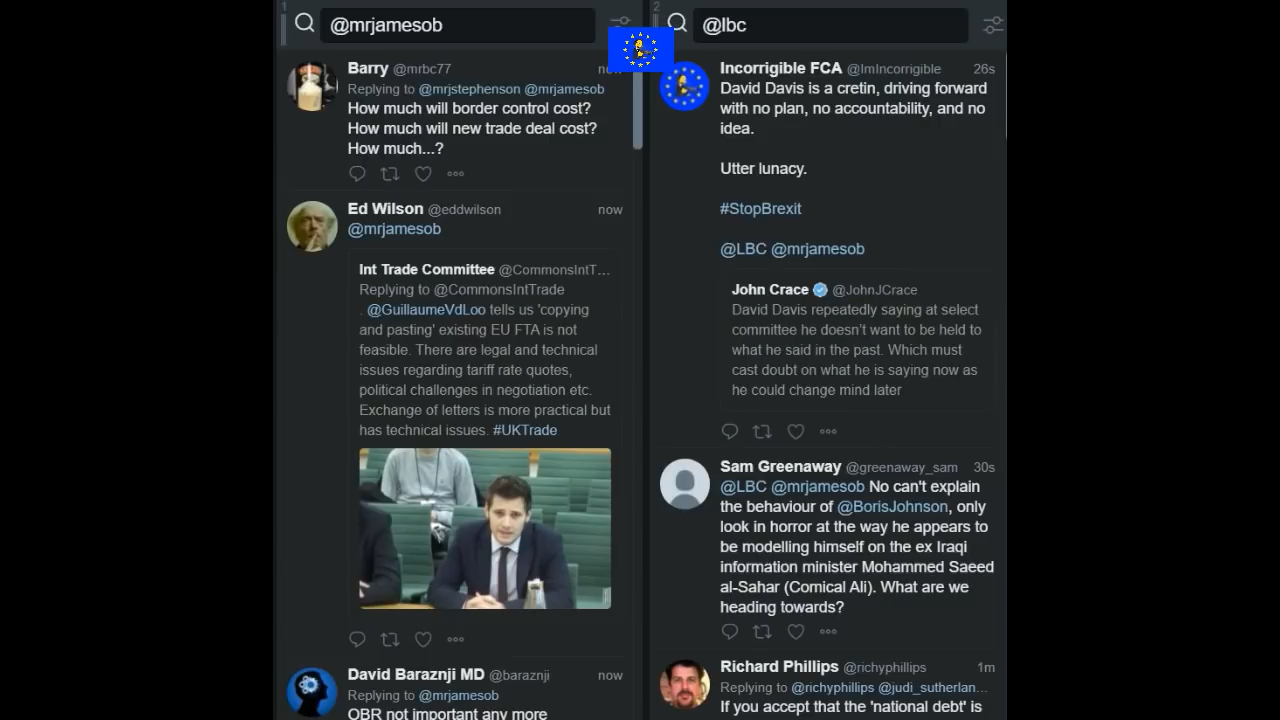 1
@mrjamesob
Barry @mrbc77
Replying to @mrjstephenson @mrjamesob
How much will border control cost?
How much will new trade deal cost?
How much...?
Ed Wilson @eddwilson now
@mrjamesob
Int Trade Committee @CommonsIntT...
Replying to @CommonsIntTrade
. @GuillaumeVdLoo tells us 'copying
and pasting' existing EU FTA is not
feasible. There are legal and technical
issues regarding tariff rate quotes,
political challenges in negotiation etc.
Exchange of letters is more practical but
has technical issues. #UKTrade
David Baraznji MD @baraznji now
Replying to @mrjamesob
OBR not important any more
2
@lbc
Incorrigible FCA @ImIncorrigible 26s
David Davis is a cretin, driving forward
with no plan, no accountability, and no
idea.
Utter lunacy.
#StopBrexit
@LBC @mrjamesob
John Crace @JohnJCrace
David Davis repeatedly saying at select
committee he doesn't want to be held to
what he said in the past. Which must
cast doubt on what he is saying now as
he could change mind later
Sam Greenaway @greenaway_sam 30s
@LBC @mrjamesob No can't explain
the behaviour of @BorisJohnson, only
look in horror at the way he appears to
be modelling himself on the ex Iraqi
information minister Mohammed Saeed
al-Sahar (Comical Ali). What are we
heading towards?
Richard Phillips @richyphillips 1m
Replying to @richyphillips @judi_sutherlan...
If you accept that the 'national debt' is